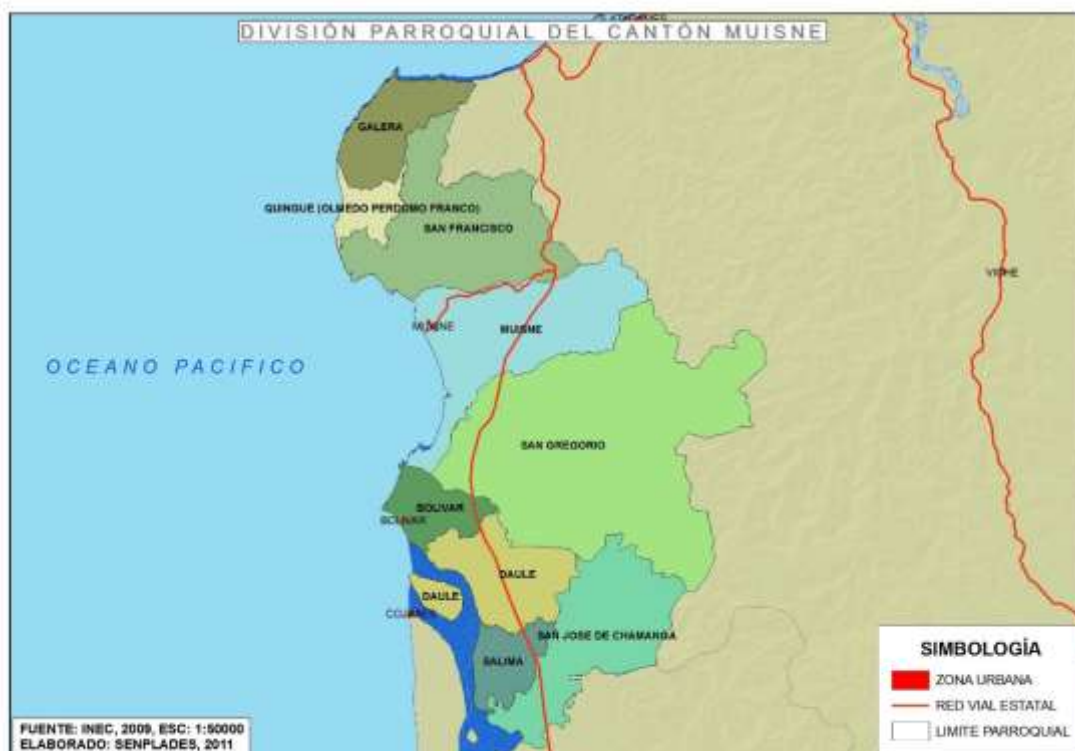 DIVISIÓN PARROQUIAL DEL CANTÓN MUISNE
GALERA
QUINGUE (OLMEDO PERDOMO FRANCO)
SAN FRANCISCO
MUISNE
MUISNE
OCEANO PACIFICO
SAN GREGORIO
BOLIVAR
BOLIVAR
DAULE
DAULE
SAN JOSE DE CHAMANGA
SALIMA
SIMBOLOGÍA
ZONA URBANA
RED VIAL ESTATAL
LIMITE PARROQUIAL
FUENTE: INEC, 2009, ESC: 1:50000
ELABORADO: SENPLADES, 2011